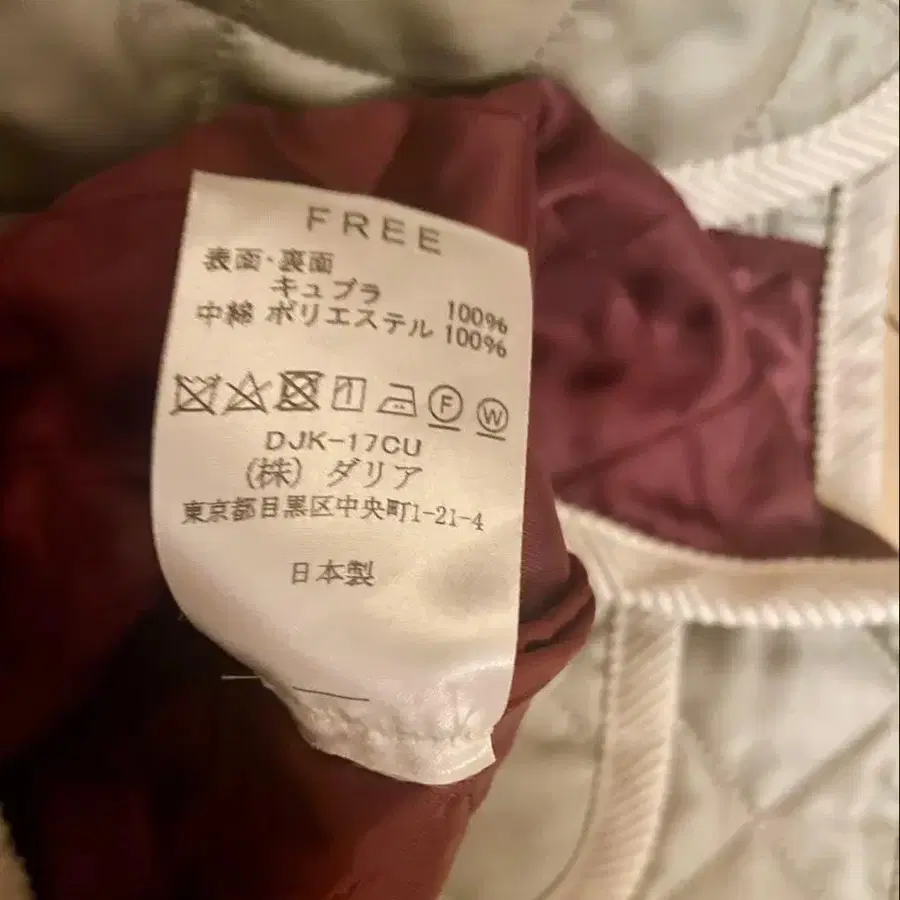 FREE
表面・裏面
キュプラ 100%
中綿 ポリエステル 100%
F W
DJK-17CU
(株) ダリア
東京都目黒区中央町1-21-4
日本製